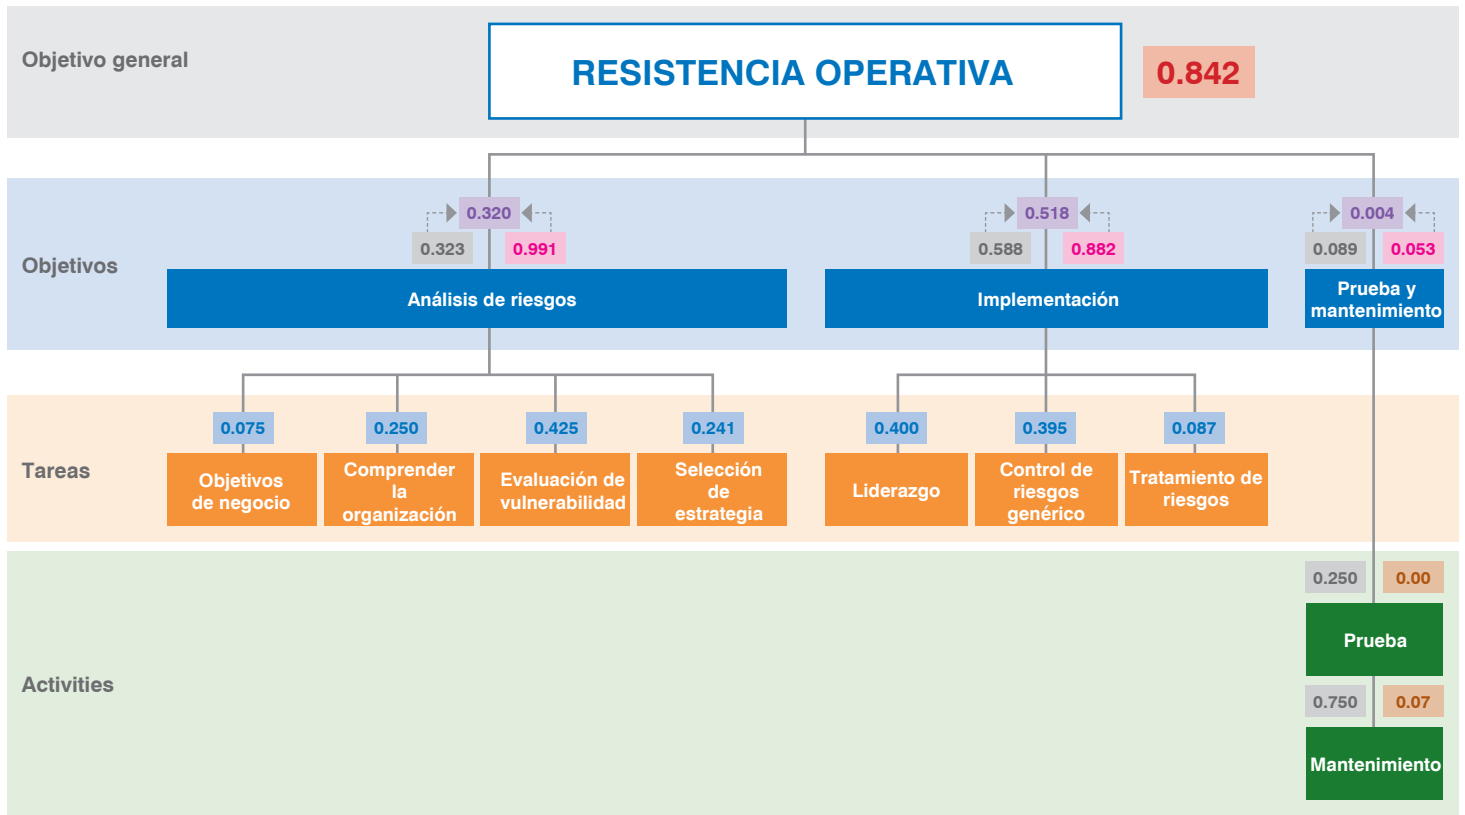 Objetivo general
RESISTENCIA OPERATIVA
0.842
Objetivos
0.320
0.323
0.991
Análisis de riesgos
0.518
0.588
0.882
Implementación
0.004
0.089
0.053
Prueba y
mantenimiento
Tareas
0.075
Objetivos
de negocio
0.250
Comprender
la
organización
0.425
Evaluación de
vulnerabilidad
0.241
Selección
de
estrategia
0.400
Liderazgo
0.395
Control de
riesgos
genérico
0.087
Tratamiento de
riesgos
Activities
0.250
0.00
Prueba
0.750
0.07
Mantenimiento